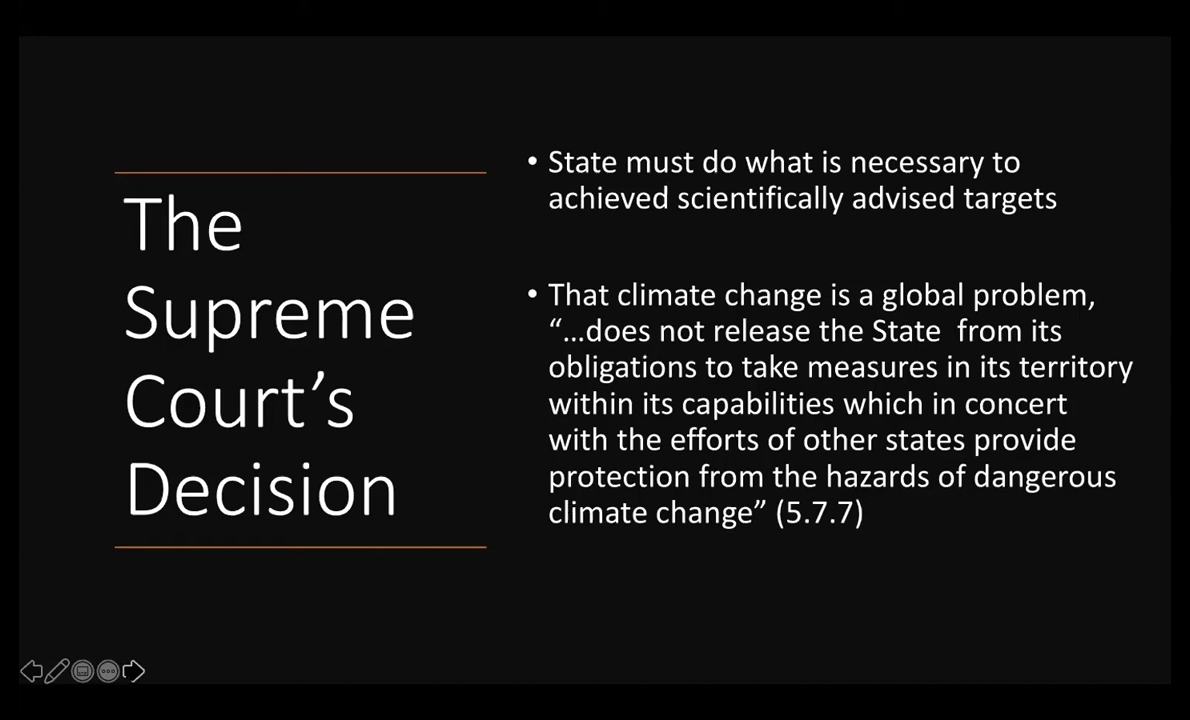 The
Supreme
Court’s
Decision
• State must do what is necessary to
achieved scientifically advised targets
• That climate change is a global problem,
“…does not release the State  from its
obligations to take measures in its territory
within its capabilities which in concert
with the efforts of other states provide
protection from the hazards of dangerous
climate change” (5.7.7)